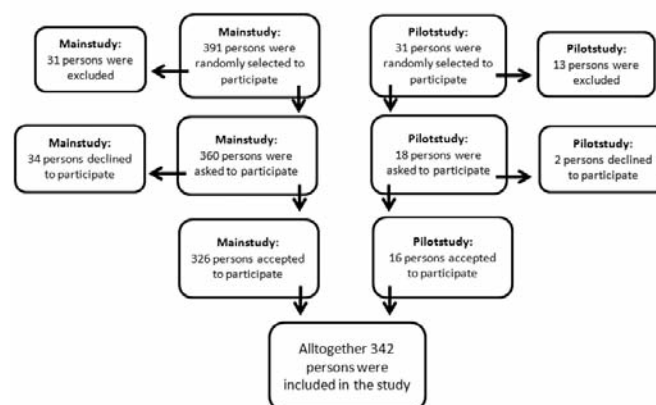 Mainstudy:
31 persons were
excluded
Mainstudy:
391 persons were
randomly selected to
participate
Pilotstudy:
31 persons were
randomly selected to
participate
Pilotstudy:
13 persons were
excluded
Mainstudy:
34 persons declined
to participate
Mainstudy:
360 persons were
asked to participate
Pilotstudy:
18 persons were
asked to participate
Pilotstudy:
2 persons declined
to participate
Mainstudy:
326 persons accepted
to participate
Pilotstudy:
16 persons accepted
to participate
Alltogether 342
persons were
included in the study